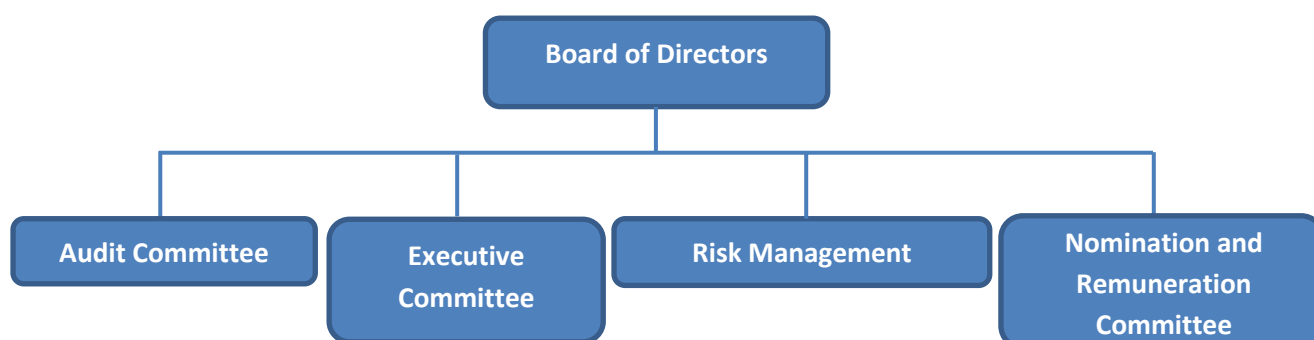 Board of Directors
Audit Committee
Executive
Committee
Risk Management
Nomination and
Remuneration
Committee